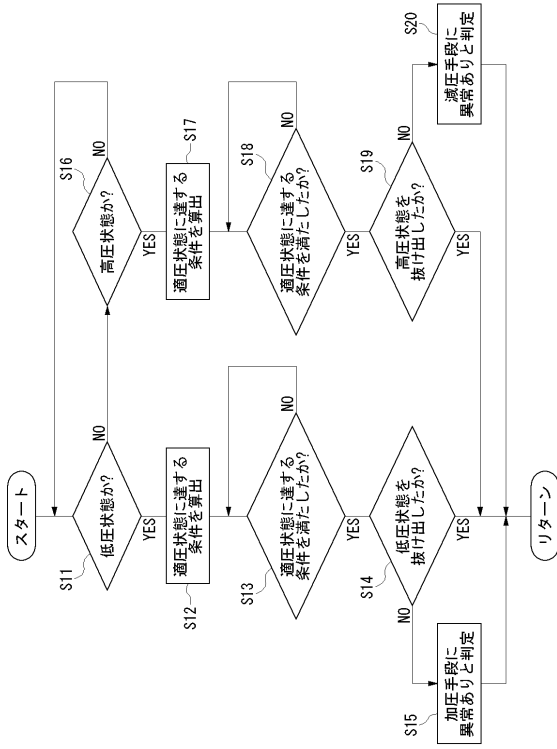 スタート
S11
低圧状態か?
NO
YES
S12
適圧状態に達する
条件を算出
S13
適圧状態に達する
条件を満たしたか?
NO
YES
S14
低圧状態を
抜け出したか?
NO
YES
S15
加圧手段に
異常ありと判定
S16
高圧状態か?
NO
YES
S17
適圧状態に達する
条件を算出
S18
適圧状態に達する
条件を満たしたか?
NO
YES
S19
高圧状態を
抜け出したか?
NO
YES
S20
減圧手段に
異常ありと判定
リターン